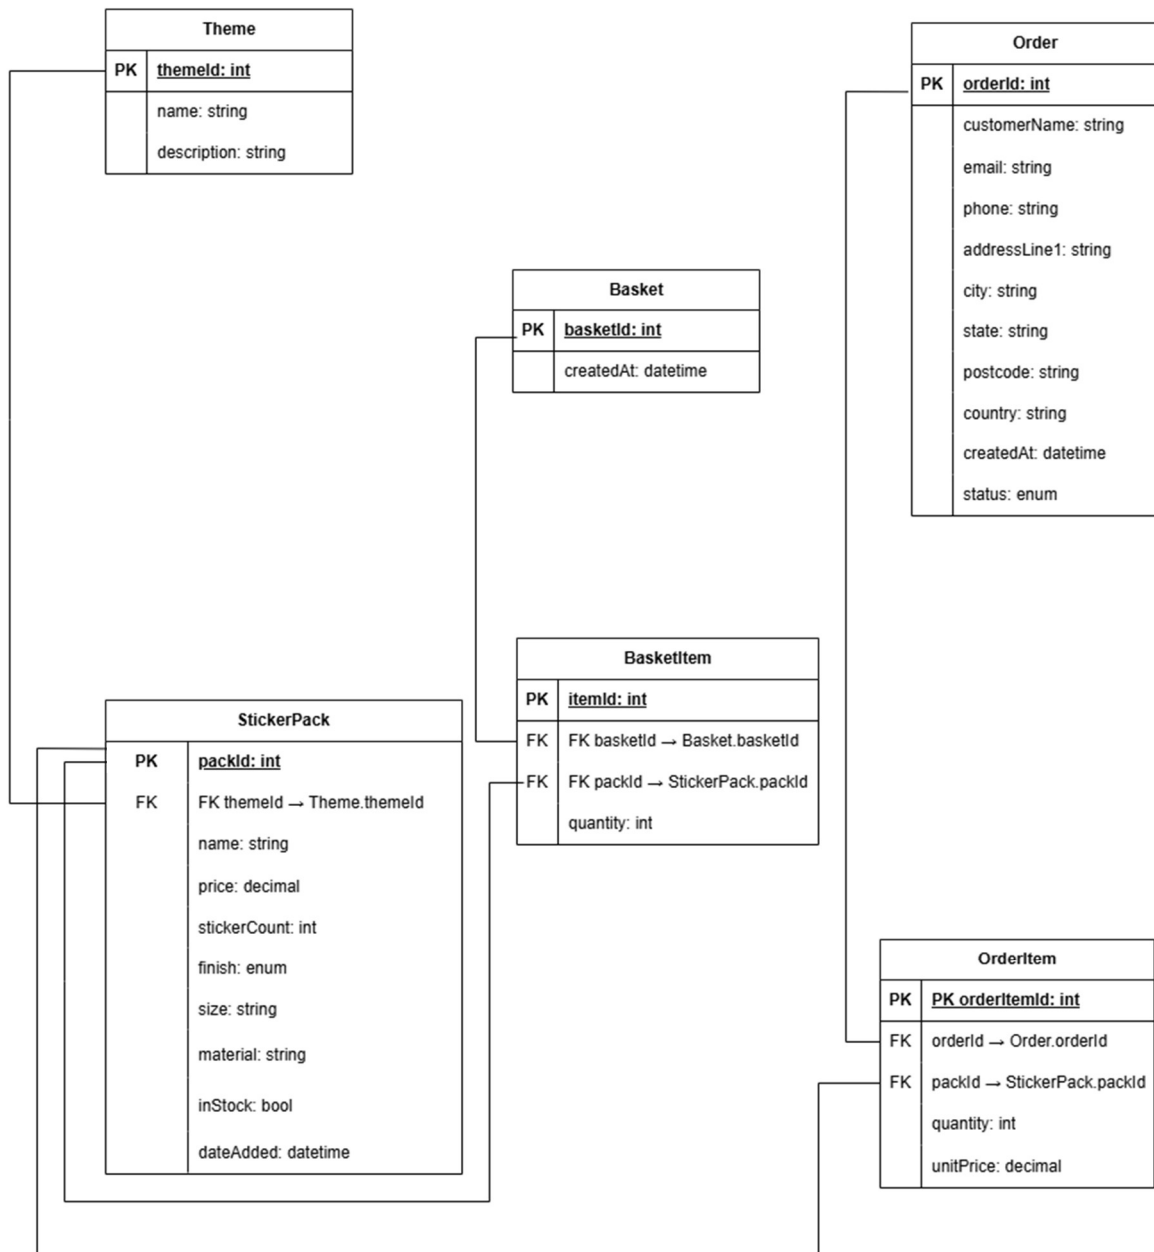 Theme
PK themeId: int
name: string
description: string
Order
PK orderId: int
customerName: string
email: string
phone: string
addressLine1: string
city: string
state: string
postcode: string
country: string
createdAt: datetime
status: enum
Basket
PK basketId: int
createdAt: datetime
BasketItem
PK itemId: int
FK FK basketId → Basket.basketId
FK FK packId → StickerPack.packId
quantity: int
StickerPack
PK packId: int
FK FK themeId → Theme.themeId
name: string
price: decimal
stickerCount: int
finish: enum
size: string
material: string
inStock: bool
dateAdded: datetime
OrderItem
PK PK orderItemId: int
FK orderId → Order.orderId
FK packId → StickerPack.packId
quantity: int
unitPrice: decimal